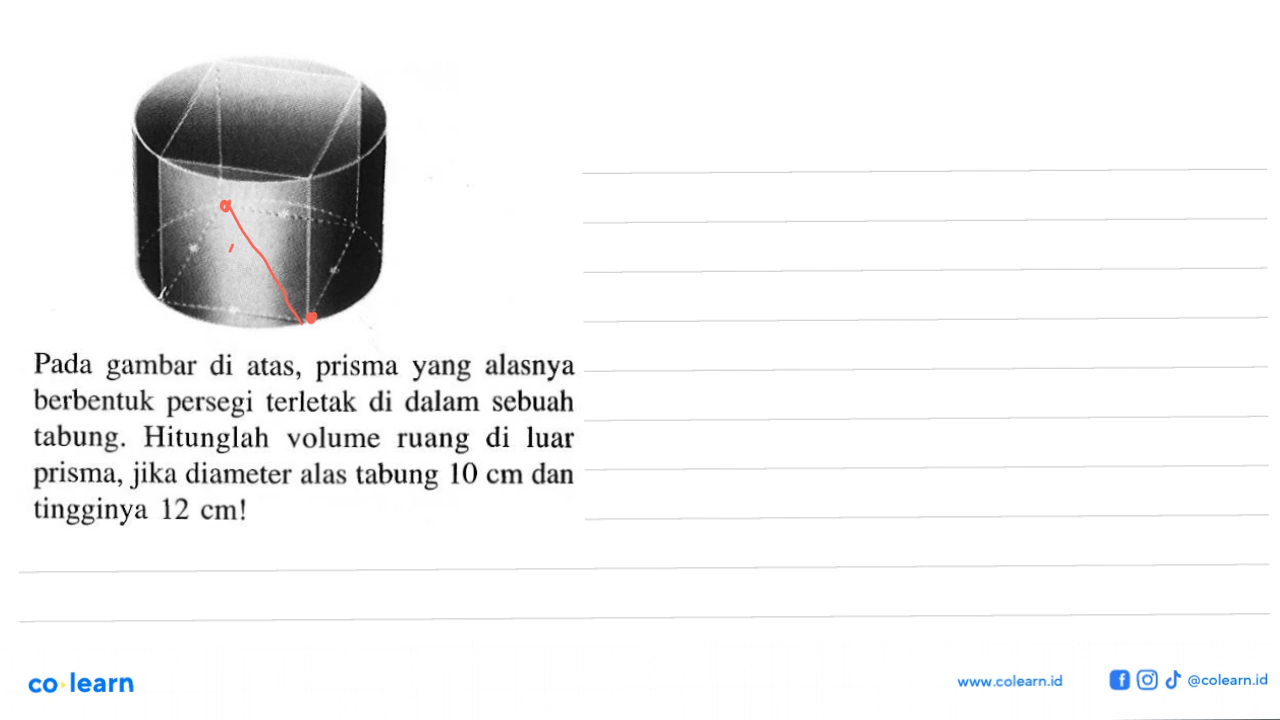 Pada gambar di atas, prisma yang alasnya
berbentuk persegi terletak di dalam sebuah
tabung. Hitunglah volume ruang di luar
prisma, jika diameter alas tabung 10 cm dan
tingginya 12 cm!
co learn
www.colearn.id
@colearn.id